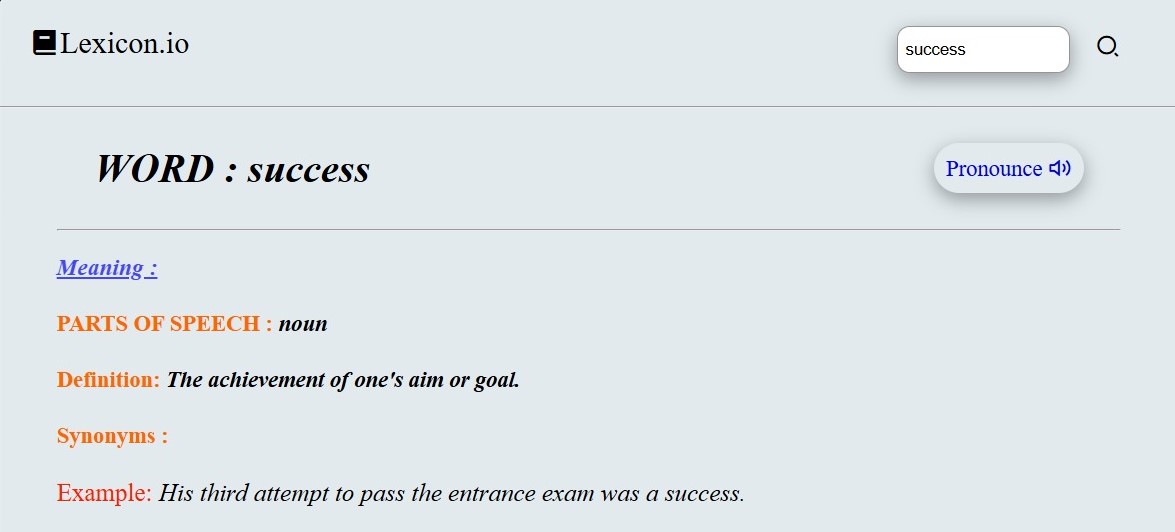 Lexicon.io
success
WORD : success
Pronounce
Meaning :
PARTS OF SPEECH : noun
Definition: The achievement of one's aim or goal.
Synonyms :
Example: His third attempt to pass the entrance exam was a success.